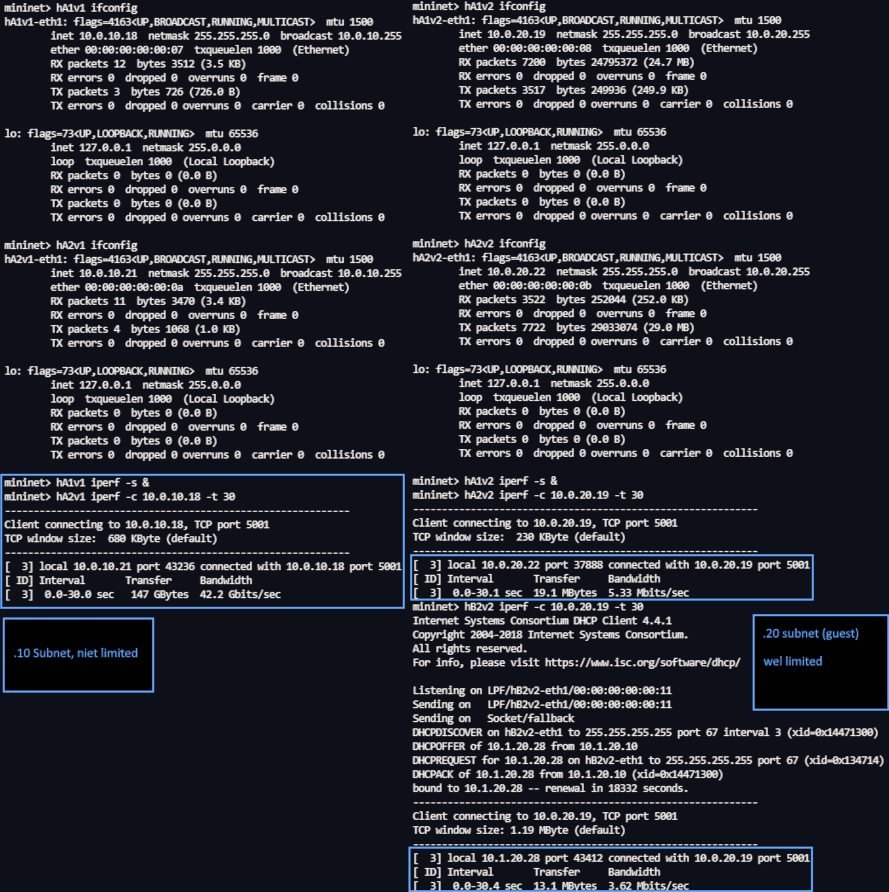 mininet> hA1v1 ifconfig
hA1v1-eth1: flags=4163<UP,BROADCAST,RUNNING,MULTICAST>  mtu 1500
        inet 10.0.10.18  netmask 255.255.255.0  broadcast 10.0.10.255
        ether 00:00:00:00:00:07  txqueuelen 1000  (Ethernet)
        RX packets 12  bytes 3512 (3.5 KB)
        RX errors 0  dropped 0  overruns 0  frame 0
        TX packets 3  bytes 726 (726.0 B)
        TX errors 0  dropped 0 overruns 0  carrier 0  collisions 0

lo: flags=73<UP,LOOPBACK,RUNNING>  mtu 65536
        inet 127.0.0.1  netmask 255.0.0.0
        loop  txqueuelen 1000  (Local Loopback)
        RX packets 0  bytes 0 (0.0 B)
        RX errors 0  dropped 0  overruns 0  frame 0
        TX packets 0  bytes 0 (0.0 B)
        TX errors 0  dropped 0 overruns 0  carrier 0  collisions 0

mininet> hA2v1 ifconfig
hA2v1-eth1: flags=4163<UP,BROADCAST,RUNNING,MULTICAST>  mtu 1500
        inet 10.0.10.21  netmask 255.255.255.0  broadcast 10.0.10.255
        ether 00:00:00:00:00:0a  txqueuelen 1000  (Ethernet)
        RX packets 11  bytes 3470 (3.4 KB)
        RX errors 0  dropped 0  overruns 0  frame 0
        TX packets 4  bytes 1068 (1.0 KB)
        TX errors 0  dropped 0 overruns 0  carrier 0  collisions 0

lo: flags=73<UP,LOOPBACK,RUNNING>  mtu 65536
        inet 127.0.0.1  netmask 255.0.0.0
        loop  txqueuelen 1000  (Local Loopback)
        RX packets 0  bytes 0 (0.0 B)
        RX errors 0  dropped 0  overruns 0  frame 0
        TX packets 0  bytes 0 (0.0 B)
        TX errors 0  dropped 0 overruns 0  carrier 0  collisions 0

mininet> hA1v1 iperf -s &
mininet> hA2v1 iperf -c 10.0.10.18 -t 30
------------------------------------------------------------
Client connecting to 10.0.10.18, TCP port 5001
TCP window size:  680 KByte (default)
------------------------------------------------------------
[  3] local 10.0.10.21 port 43236 connected with 10.0.10.18 port 5001
[ ID] Interval       Transfer     Bandwidth
[  3]  0.0-30.0 sec   147 GBytes  42.2 Gbits/sec
.10 Subnet, niet limited
mininet> hA1v2 ifconfig
hA1v2-eth1: flags=4163<UP,BROADCAST,RUNNING,MULTICAST>  mtu 1500
        inet 10.0.20.19  netmask 255.255.255.0  broadcast 10.0.20.255
        ether 00:00:00:00:00:08  txqueuelen 1000  (Ethernet)
        RX packets 7200  bytes 24795372 (24.7 MB)
        RX errors 0  dropped 0  overruns 0  frame 0
        TX packets 3517  bytes 249936 (249.9 KB)
        TX errors 0  dropped 0 overruns 0  carrier 0  collisions 0

lo: flags=73<UP,LOOPBACK,RUNNING>  mtu 65536
        inet 127.0.0.1  netmask 255.0.0.0
        loop  txqueuelen 1000  (Local Loopback)
        RX packets 0  bytes 0 (0.0 B)
        RX errors 0  dropped 0  overruns 0  frame 0
        TX packets 0  bytes 0 (0.0 B)
        TX errors 0  dropped 0 overruns 0  carrier 0  collisions 0

mininet> hA2v2 ifconfig
hA2v2-eth1: flags=4163<UP,BROADCAST,RUNNING,MULTICAST>  mtu 1500
        inet 10.0.20.22  netmask 255.255.255.0  broadcast 10.0.20.255
        ether 00:00:00:00:00:0b  txqueuelen 1000  (Ethernet)
        RX packets 3522  bytes 252044 (252.0 KB)
        RX errors 0  dropped 0  overruns 0  frame 0
        TX packets 7722  bytes 29033074 (29.0 MB)
        TX errors 0  dropped 0 overruns 0  carrier 0  collisions 0

lo: flags=73<UP,LOOPBACK,RUNNING>  mtu 65536
        inet 127.0.0.1  netmask 255.0.0.0
        loop  txqueuelen 1000  (Local Loopback)
        RX packets 0  bytes 0 (0.0 B)
        RX errors 0  dropped 0  overruns 0  frame 0
        TX packets 0  bytes 0 (0.0 B)
        TX errors 0  dropped 0 overruns 0  carrier 0  collisions 0

mininet> hA1v2 iperf -s &
mininet> hA2v2 iperf -c 10.0.20.19 -t 30
------------------------------------------------------------
Client connecting to 10.0.20.19, TCP port 5001
TCP window size:  230 KByte (default)
------------------------------------------------------------
[  3] local 10.0.20.22 port 37888 connected with 10.0.20.19 port 5001
[ ID] Interval       Transfer     Bandwidth
[  3]  0.0-30.1 sec  19.1 MBytes  5.33 Mbits/sec
mininet> hB2v2 iperf -c 10.0.20.19 -t 30
Internet Systems Consortium DHCP Client 4.4.1
Copyright 2004-2018 Internet Systems Consortium.
All rights reserved.
For info, please visit https://www.isc.org/software/dhcp/
.20 subnet (guest)
wel limited

Listening on LPF/hB2v2-eth1/00:00:00:00:00:11
Sending on   LPF/hB2v2-eth1/00:00:00:00:00:11
Sending on   Socket/fallback
DHCPDISCOVER on hB2v2-eth1 to 255.255.255.255 port 67 interval 3 (xid=0x14471300)
DHCPOFFER of 10.1.20.28 from 10.1.20.10
DHCPREQUEST for 10.1.20.28 on hB2v2-eth1 to 255.255.255.255 port 67 (xid=0x134714)
DHCPACK of 10.1.20.28 from 10.1.20.10 (xid=0x14471300)
bound to 10.1.20.28 -- renewal in 18332 seconds.
------------------------------------------------------------
Client connecting to 10.0.20.19, TCP port 5001
TCP window size: 1.19 MByte (default)
------------------------------------------------------------
[  3] local 10.1.20.28 port 43412 connected with 10.0.20.19 port 5001
[ ID] Interval       Transfer     Bandwidth
[  3]  0.0-30.4 sec  13.1 MBytes  3.62 Mbits/sec